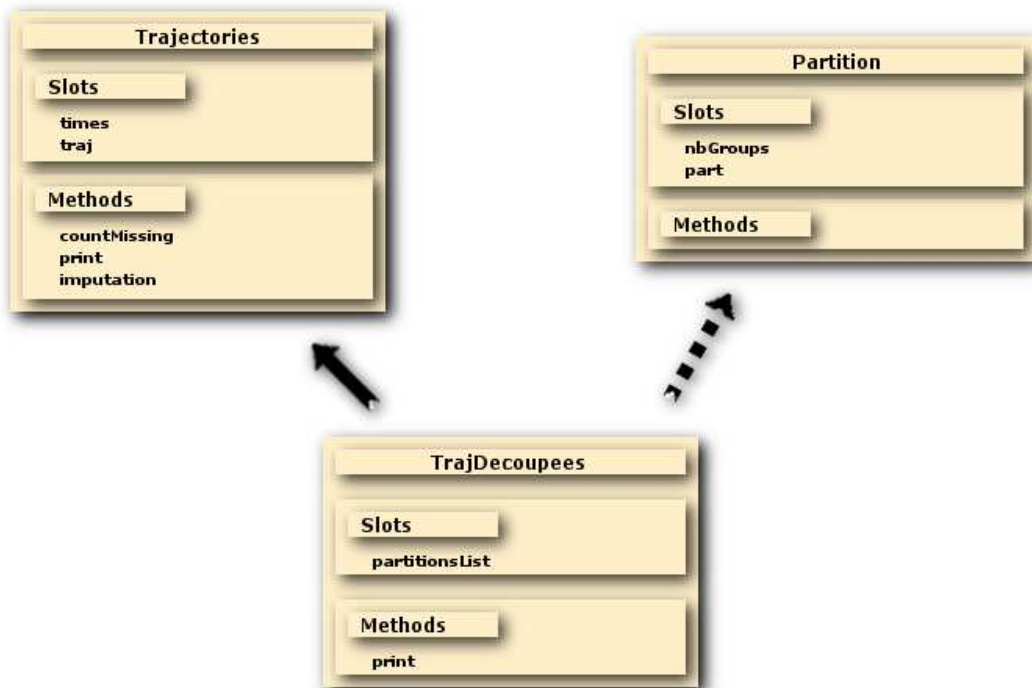 Trajectories
Slots
times
traj
Methods
countMissing
print
imputation
Partition
Slots
nbGroups
part
Methods
TrajDecoupees
Slots
partitionsList
Methods
print